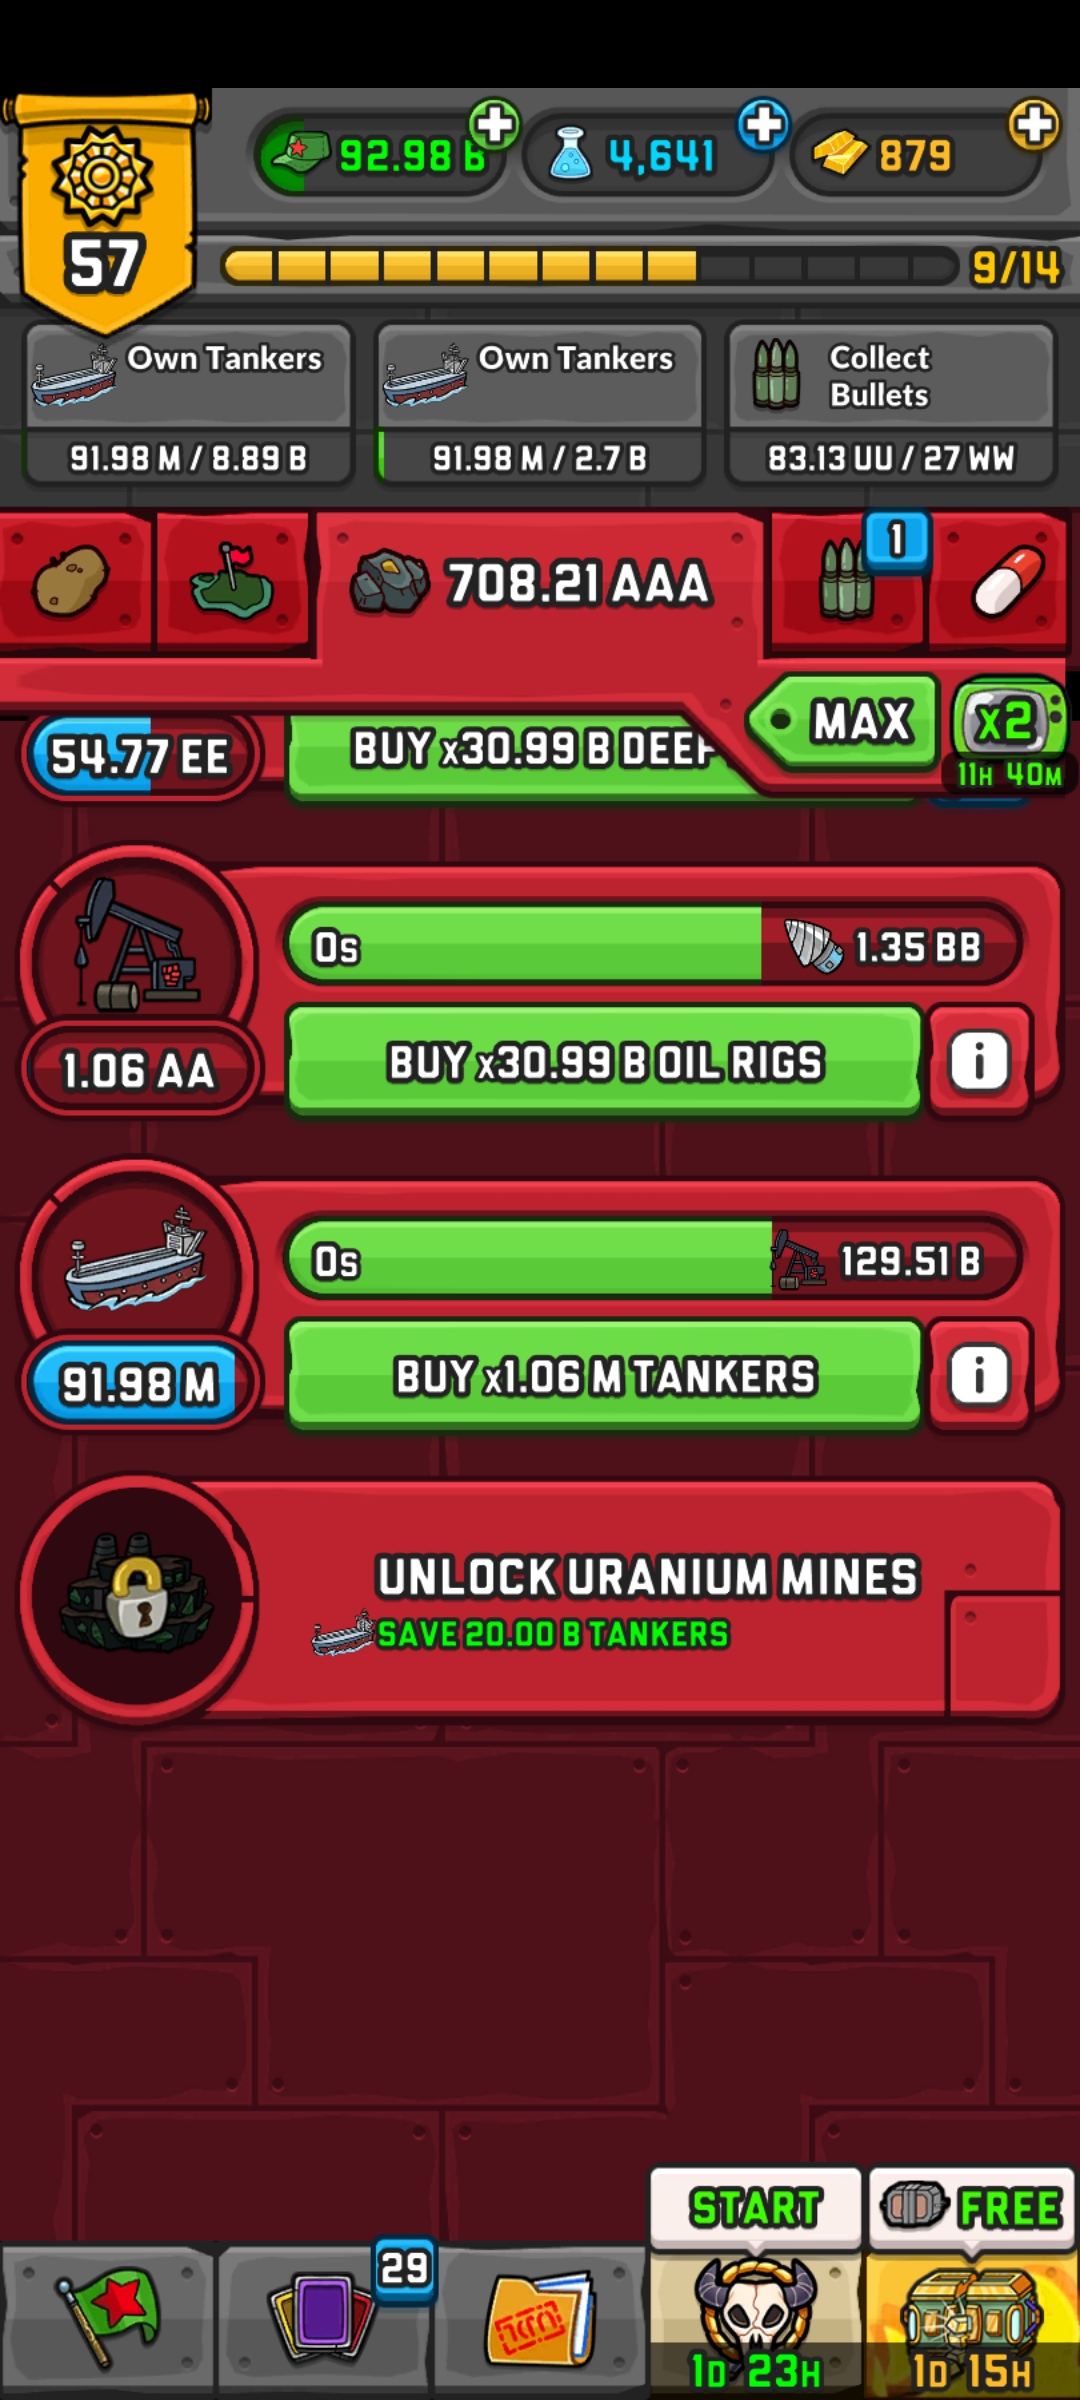 92.98 B
4,641
879
57
9/14
Own Tankers
91.98 M / 8.89 B
Own Tankers
91.98 M / 2.7 B
Collect
Bullets
83.13 UU / 27 WW
708.21 AAA
1
MAX
x2
11H 40M
54.77 EE
BUY x30.99 B DEEP
0s
1.35 BB
1.06 AA
BUY x30.99 B OIL RIGS
i
0s
129.51 B
91.98 M
BUY x1.06 M TANKERS
i
UNLOCK URANIUM MINES
SAVE 20.00 B TANKERS
START
FREE
29
1D 23H
1D 15H